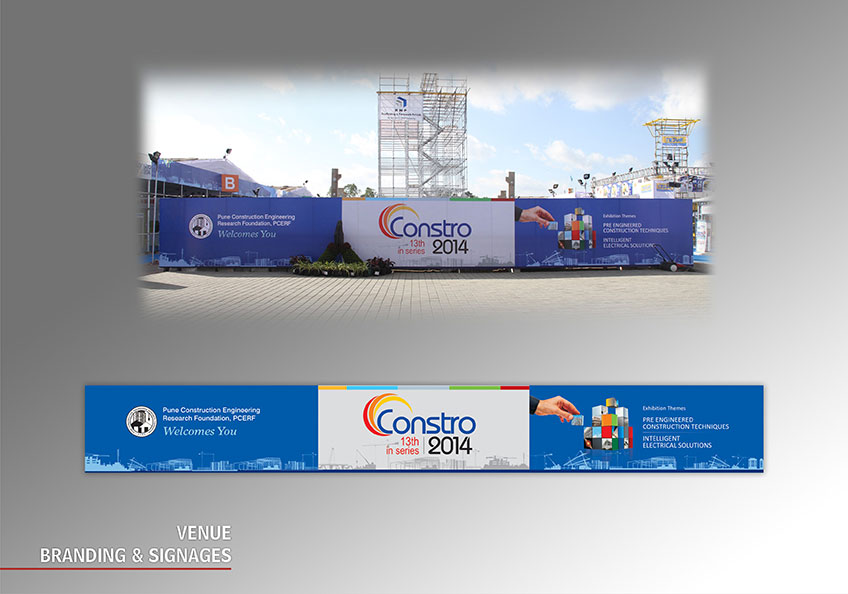 B
Pune Construction Engineering
Research Foundation, PCERF
Welcomes You
Constro
13th
in series
2014
Exhibition Themes
PRE ENGINEERED
CONSTRUCTION TECHNIQUES
INTELLIGENT
ELECTRICAL SOLUTIONS
Pune Construction Engineering
Research Foundation, PCERF
Welcomes You
Constro
13th
in series
2014
Exhibition Themes
PRE ENGINEERED
CONSTRUCTION TECHNIQUES
INTELLIGENT
ELECTRICAL SOLUTIONS
VENUE
BRANDING & SIGNAGES